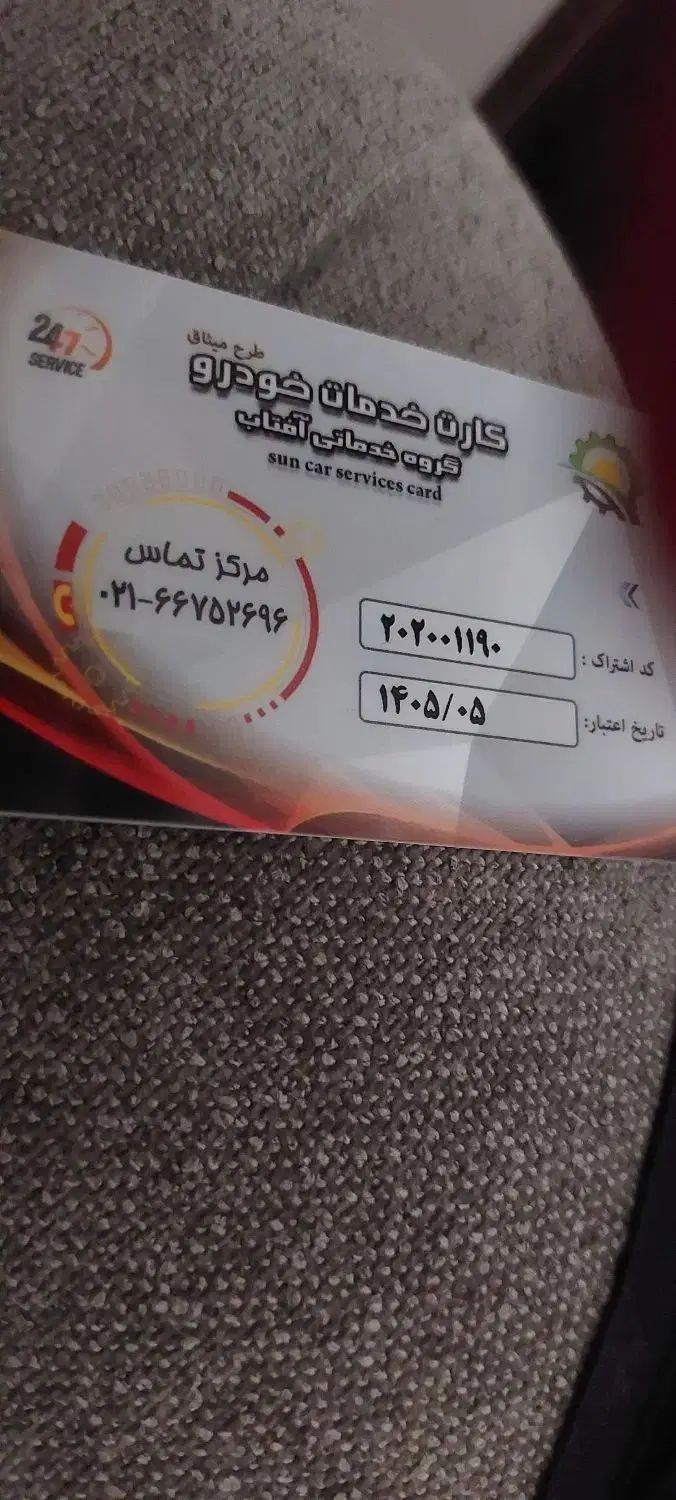 24/7
SERVICE
طرح میثاق
کارت خدمات خودرو
گروه خدماتی آفتاب
sun car services card
مرکز تماس
۰۲۱-۶۶۷۵۲۶۹۶
کد اشتراک : ۲۰۲۰۰۱۱۹۰
تاریخ اعتبار: ۱۴۰۵/۰۵